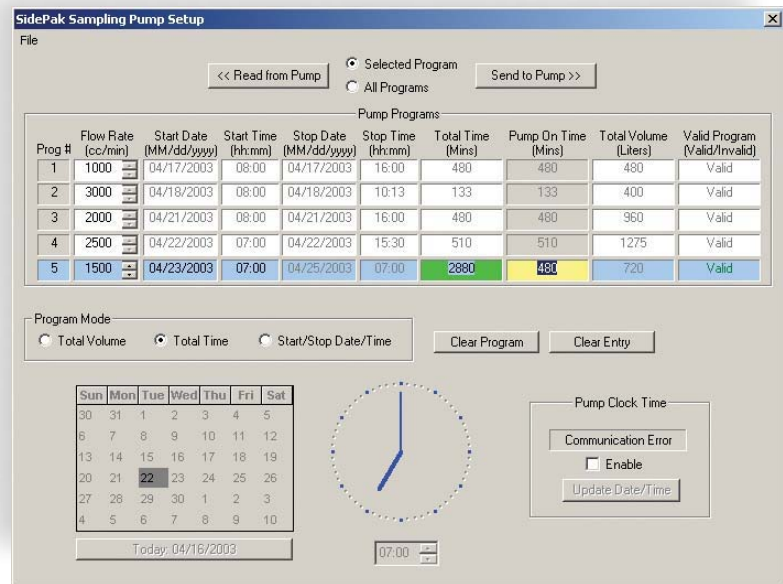 SidePak Sampling Pump Setup
File
<< Read from Pump
Selected Program
All Programs
Send to Pump >>
Pump Programs
Prog # Flow Rate (cc/min) Start Date (MM/dd/yyyy) Start Time (hh:mm) Stop Date (MM/dd/yyyy) Stop Time (hh:mm) Total Time (Mins) Pump On Time (Mins) Total Volume (Liters) Valid Program (Valid/Invalid)
1 1000 04/17/2003 08:00 04/17/2003 16:00 480 480 480 Valid
2 3000 04/18/2003 08:00 04/18/2003 10:13 133 133 400 Valid
3 2000 04/21/2003 08:00 04/21/2003 16:00 480 480 960 Valid
4 2500 04/22/2003 07:00 04/22/2003 15:30 510 510 1275 Valid
5 1500 04/23/2003 07:00 04/25/2003 07:00 2880 480 720 Valid
Program Mode
Total Volume Total Time Start/Stop Date/Time
Clear Program Clear Entry
Sun Mon Tue Wed Thu Fri Sat
30 31 1 2 3 4 5
6 7 8 9 10 11 12
13 14 15 16 17 18 19
20 21 22 23 24 25 26
27 28 29 30 1 2 3
4 5 6 7 8 9 10
Today: 04/16/2003
07:00
Pump Clock Time
Communication Error
Enable
Update Date/Time